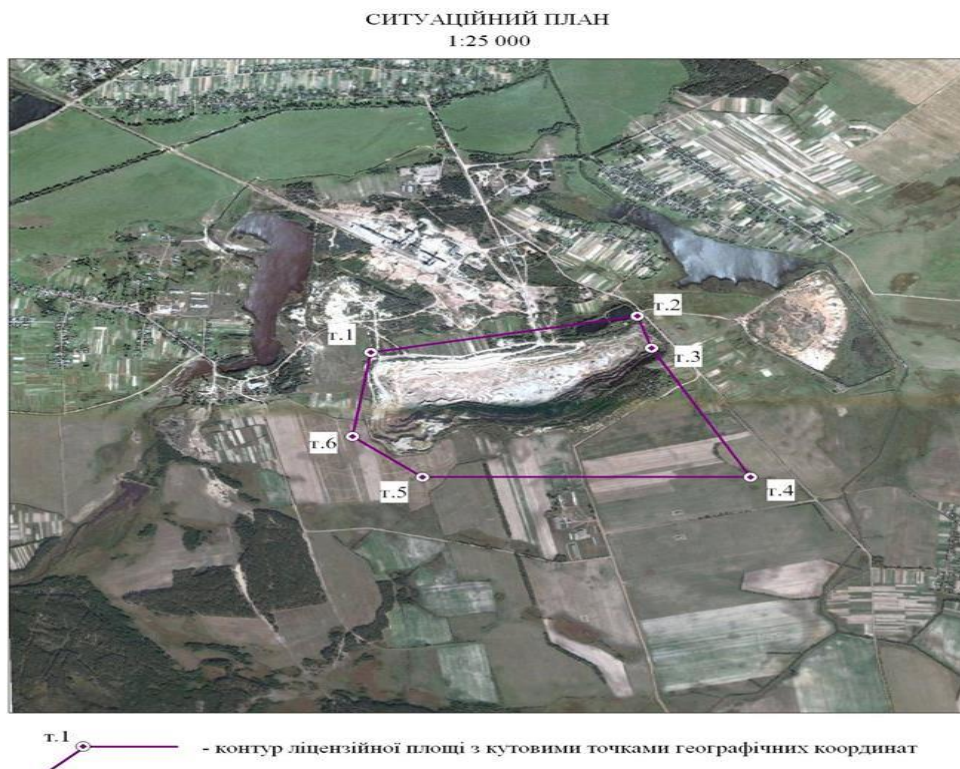 СИТУАЦІЙНИЙ ПЛАН
1:25 000
т.1
т.2
т.3
т.4
т.5
т.6
т.1
- контур ліцензійної площі з кутовими точками географічних координат